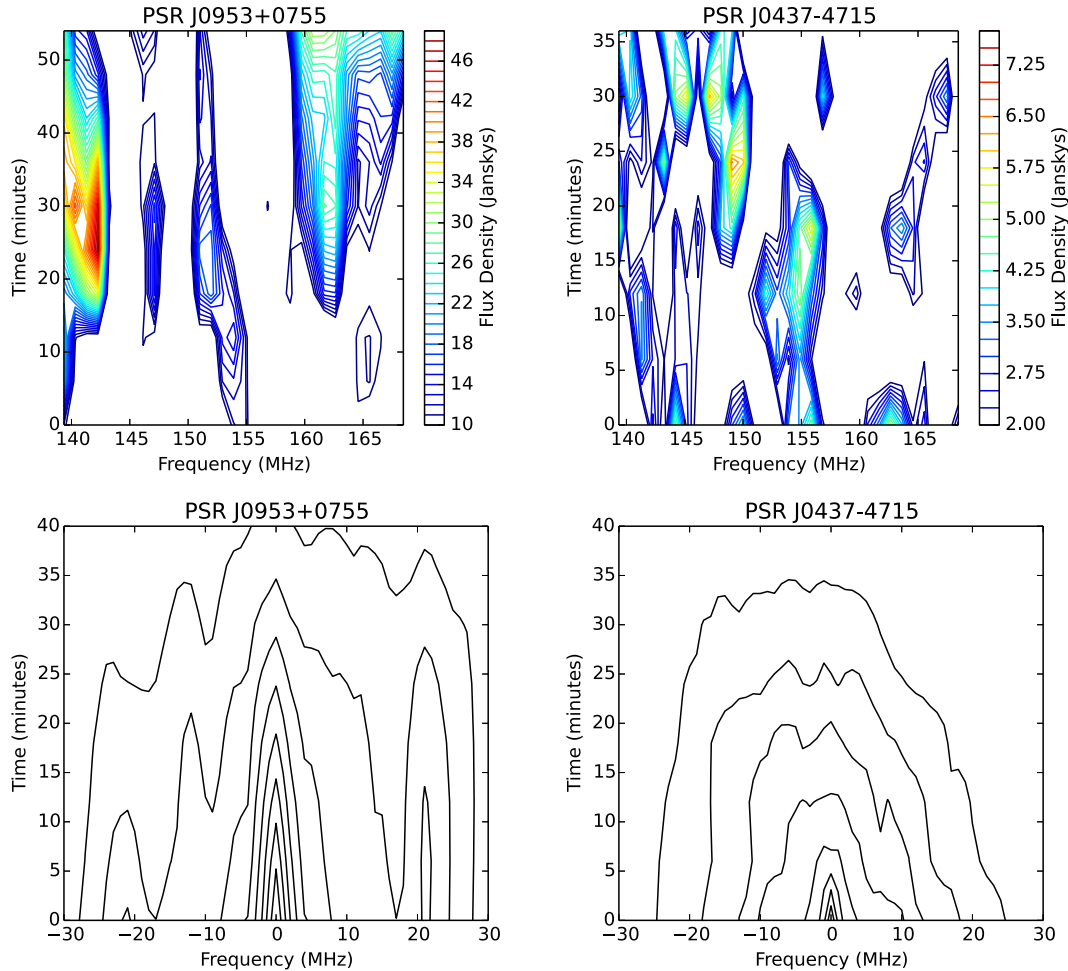 PSR J0953+0755
50
40
30
20
10
0
Time (minutes)
140 145 150 155 160 165
Frequency (MHz)
46
42
38
34
30
26
22
18
14
10
Flux Density (Janskys)
PSR J0437-4715
35
30
25
20
15
10
5
0
Time (minutes)
140 145 150 155 160 165
Frequency (MHz)
7.25
6.50
5.75
5.00
4.25
3.50
2.75
2.00
Flux Density (Janskys)
PSR J0953+0755
40
35
30
25
20
15
10
5
0
Time (minutes)
−30 −20 −10 0 10 20 30
Frequency (MHz)
PSR J0437-4715
40
35
30
25
20
15
10
5
0
Time (minutes)
−30 −20 −10 0 10 20 30
Frequency (MHz)